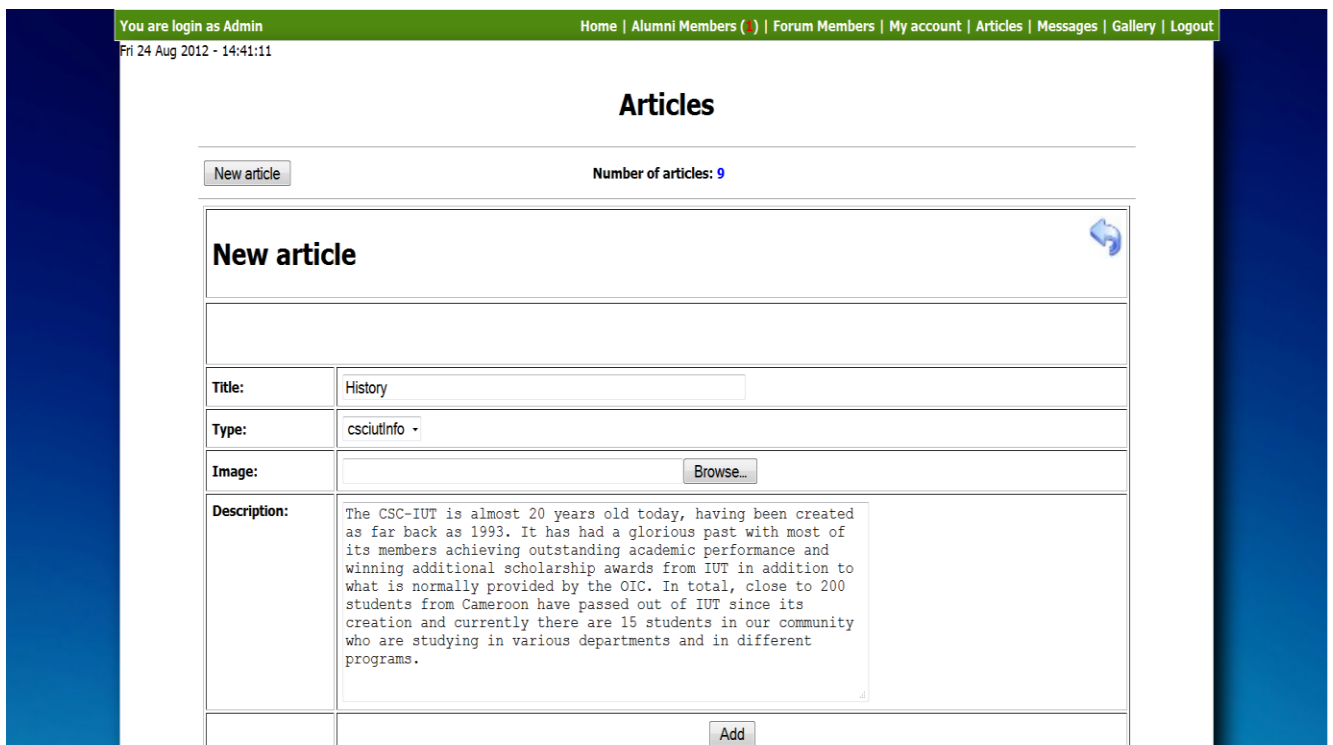 You are login as Admin
Home | Alumni Members (1) | Forum Members | My account | Articles | Messages | Gallery | Logout
Fri 24 Aug 2012 - 14:41:11
Articles
New article
Number of articles: 9
New article
Title:
History
Type:
csciutInfo
Image:
Browse...
Description:
The CSC-IUT is almost 20 years old today, having been created
as far back as 1993. It has had a glorious past with most of
its members achieving outstanding academic performance and
winning additional scholarship awards from IUT in addition to
what is normally provided by the OIC. In total, close to 200
students from Cameroon have passed out of IUT since its
creation and currently there are 15 students in our community
who are studying in various departments and in different
programs.
Add